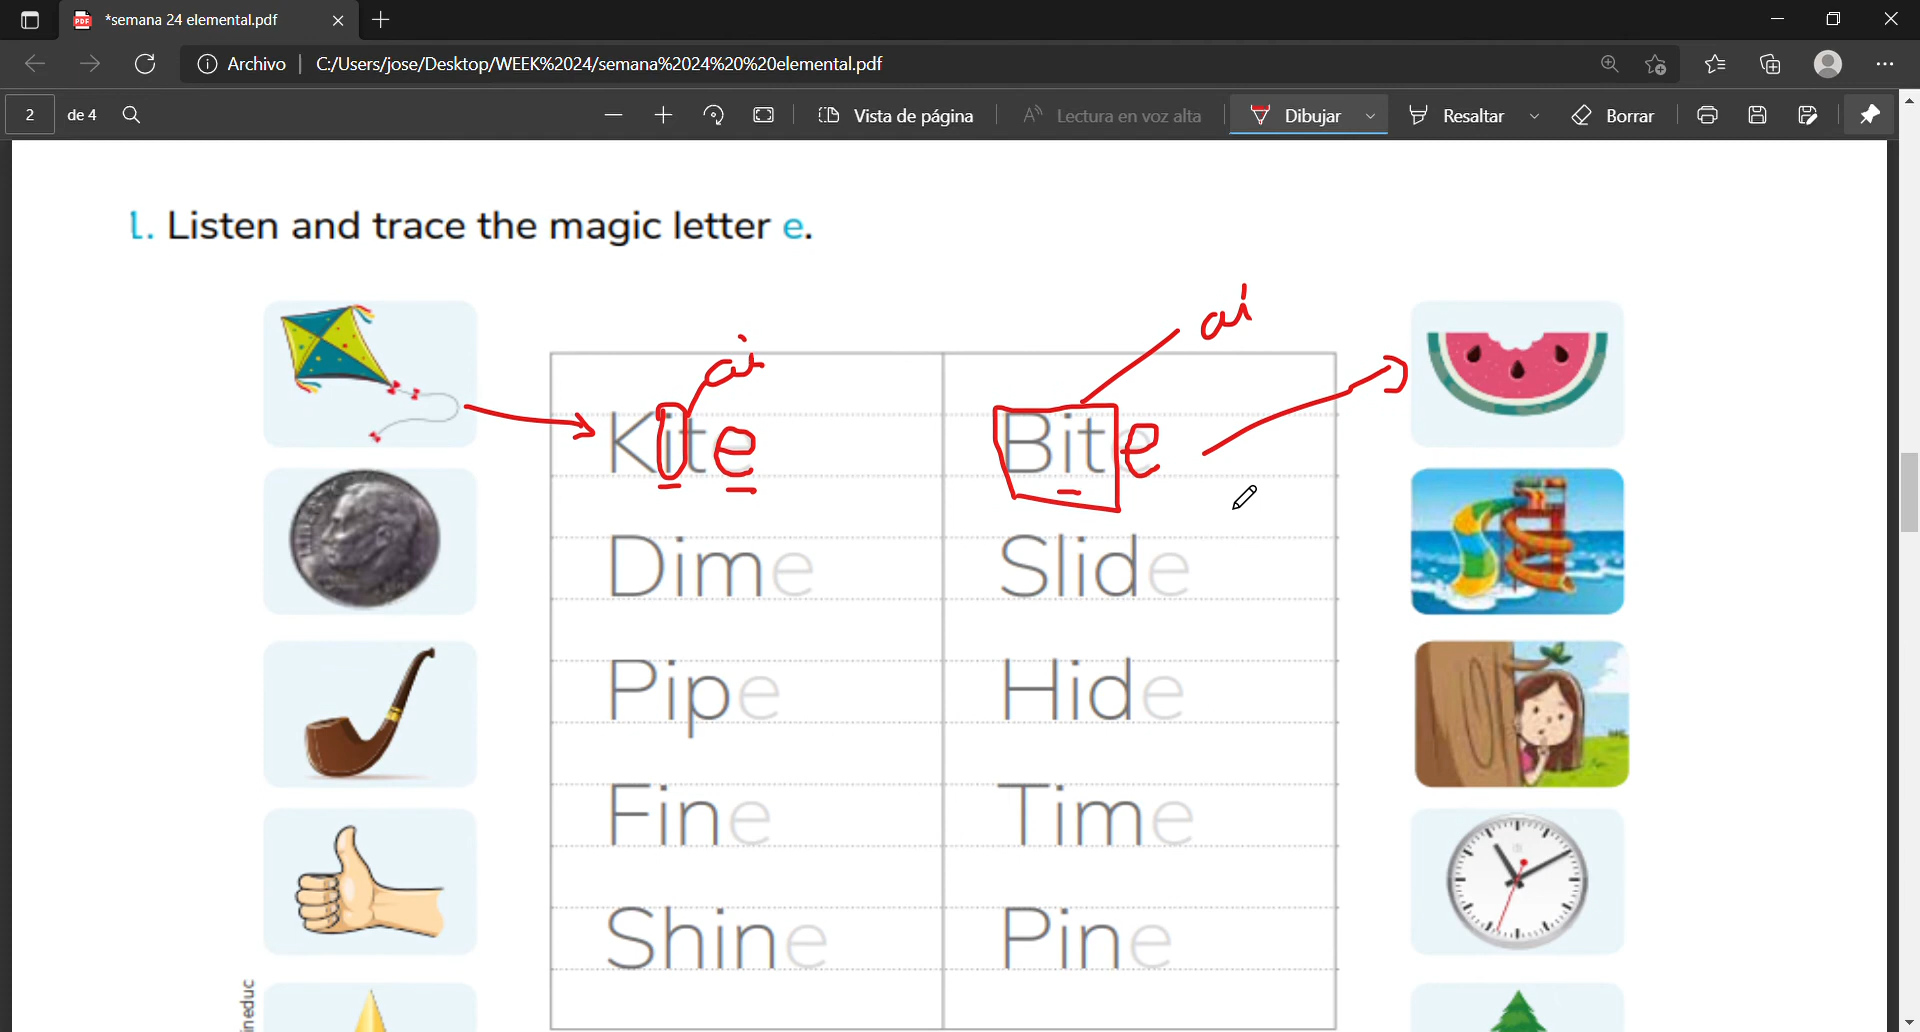 *semana 24 elemental.pdf
Archivo | C:/Users/jose/Desktop/WEEK%2024/semana%2024%20%20elemental.pdf
2 de 4 Vista de página Lectura en voz alta Dibujar Resaltar Borrar
1. Listen and trace the magic letter e.
ai
ai
Kite Bite
Dime Slide
Pipe Hide
Fine Time
Shine Pine
ineduc